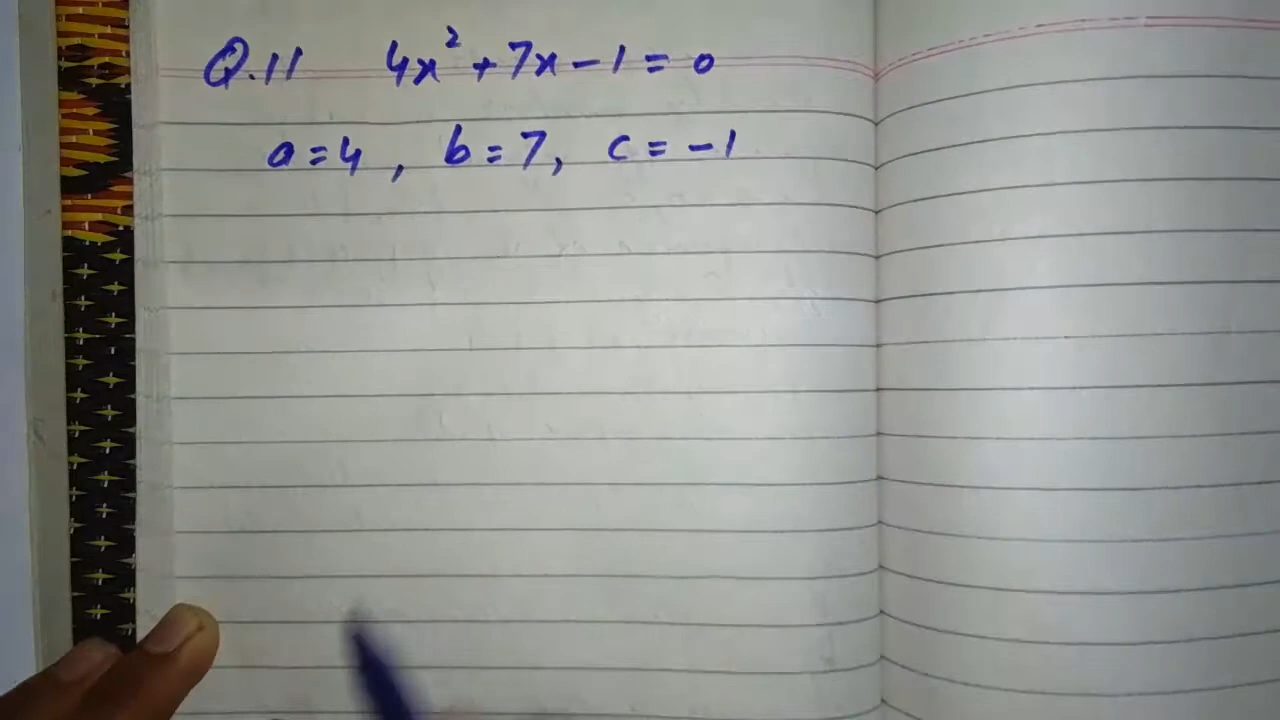 Q.11 4x² + 7x - 1 = 0
a = 4 , b = 7, c = -1